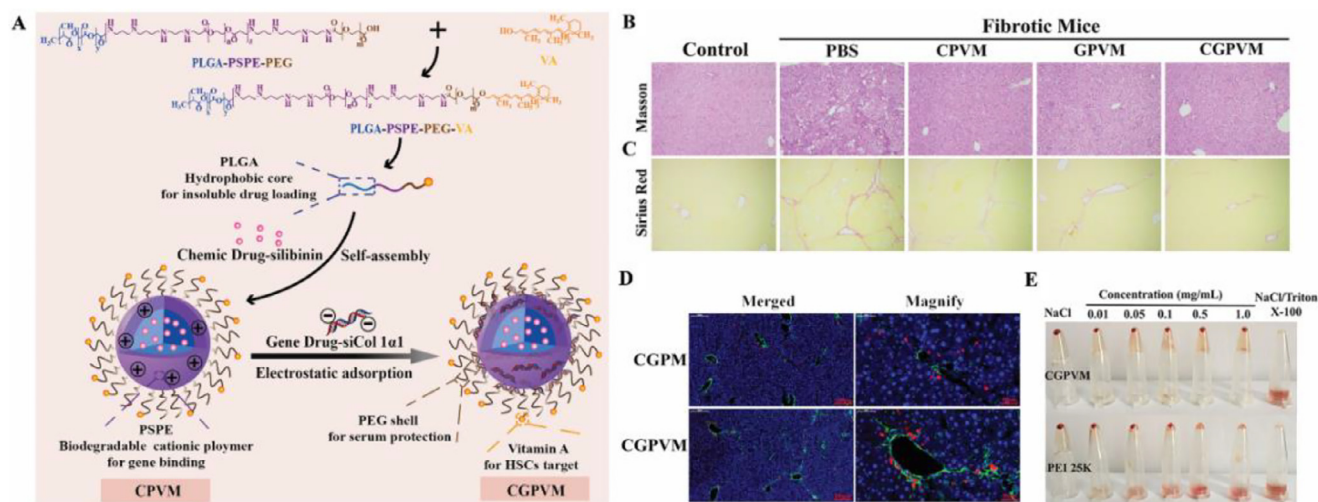 A
PLGA-PSPE-PEG
+
VA
PLGA-PSPE-PEG-VA
PLGA
Hydrophobic core
for insoluble drug loading
Chemic Drug-silibinin
Self-assembly
Gene Drug-siCol 1α1
Electrostatic adsorption
PSPE
Biodegradable cationic ploymer
for gene binding
PEG shell
for serum protection
Vitamin A
for HSCs target
CPVM
CGPVM
B
Fibrotic Mice
Control PBS CPVM GPVM CGPVM
Masson
C
Sirius Red
D
Merged Magnify
CGPM
CGPVM
E
Concentration (mg/mL)
NaCl 0.01 0.05 0.1 0.5 1.0 NaCl/Triton
X-100
CGPVM
PEI 25K